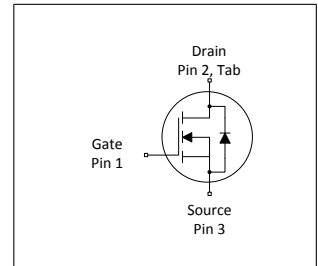 Drain
Pin 2, Tab
Gate
Pin 1
Source
Pin 3